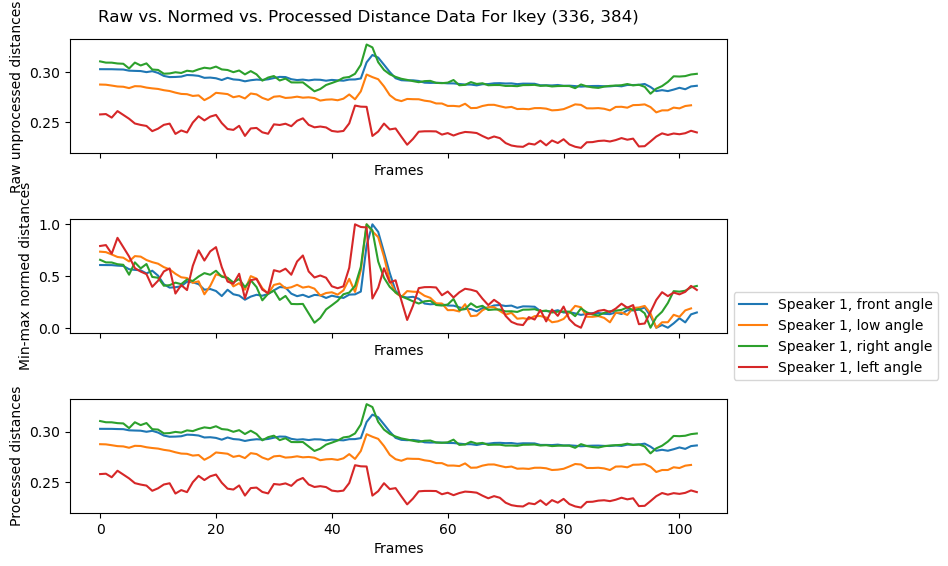 Raw vs. Normed vs. Processed Distance Data For lkey (336, 384)
Raw unprocessed distances
0.30
0.25
Frames
Min-max normed distances
1.0
0.5
0.0
Frames
Speaker 1, front angle
Speaker 1, low angle
Speaker 1, right angle
Speaker 1, left angle
Processed distances
0.30
0.25
0 20 40 60 80 100
Frames